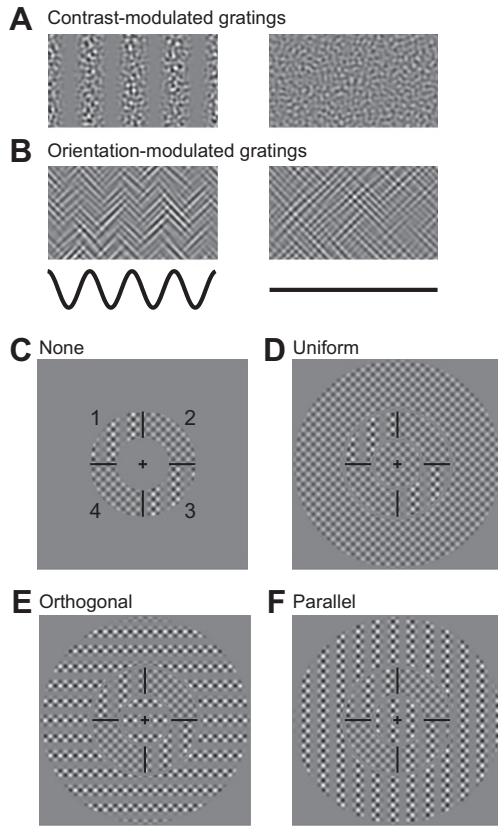 A Contrast-modulated gratings
B Orientation-modulated gratings
C None
D Uniform
1 2
4 3
E Orthogonal
F Parallel